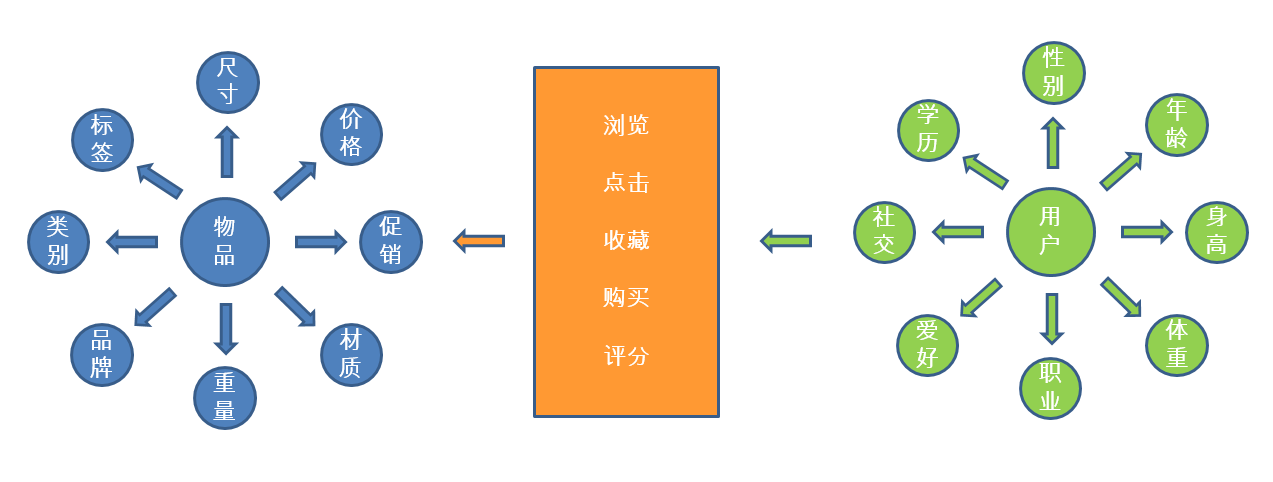 尺
寸
标
签
价
格
类
别
物
品
促
销
品
牌
材
质
重
量
浏览
点击
收藏
购买
评分
性
别
学
历
年
龄
社
交
用
户
身
高
爱
好
体
重
职
业